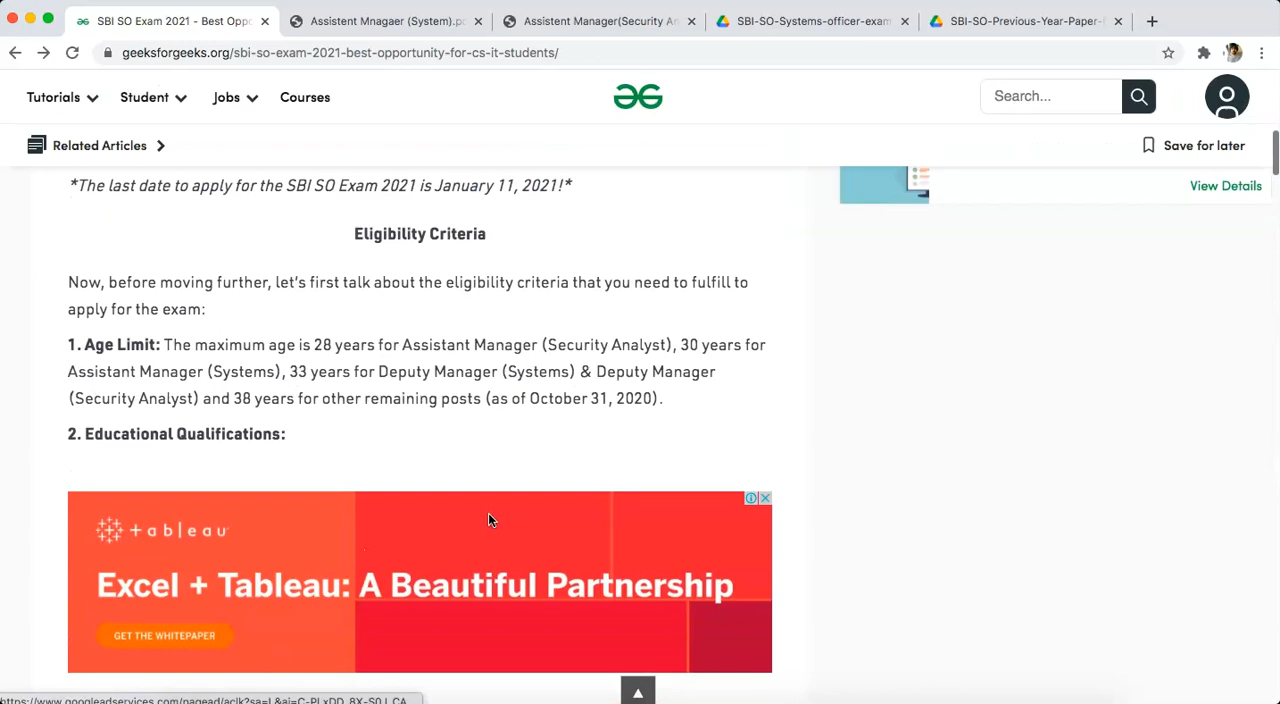 SBI SO Exam 2021 - Best Oppo
Assistent Mnagaer (System).pc
Assistent Manager(Security An
SBI-SO-Systems-officer-exam
SBI-SO-Previous-Year-Paper-
geeksforgeeks.org/sbi-so-exam-2021-best-opportunity-for-cs-it-students/
Tutorials Student Jobs Courses
Search...
Related Articles
Save for later
*The last date to apply for the SBI SO Exam 2021 is January 11, 2021!*
View Details
Eligibility Criteria
Now, before moving further, let's first talk about the eligibility criteria that you need to fulfill to
apply for the exam:
1. Age Limit: The maximum age is 28 years for Assistant Manager (Security Analyst), 30 years for
Assistant Manager (Systems), 33 years for Deputy Manager (Systems) & Deputy Manager
(Security Analyst) and 38 years for other remaining posts (as of October 31, 2020).
2. Educational Qualifications:
+ableau
Excel + Tableau: A Beautiful Partnership
GET THE WHITEPAPER